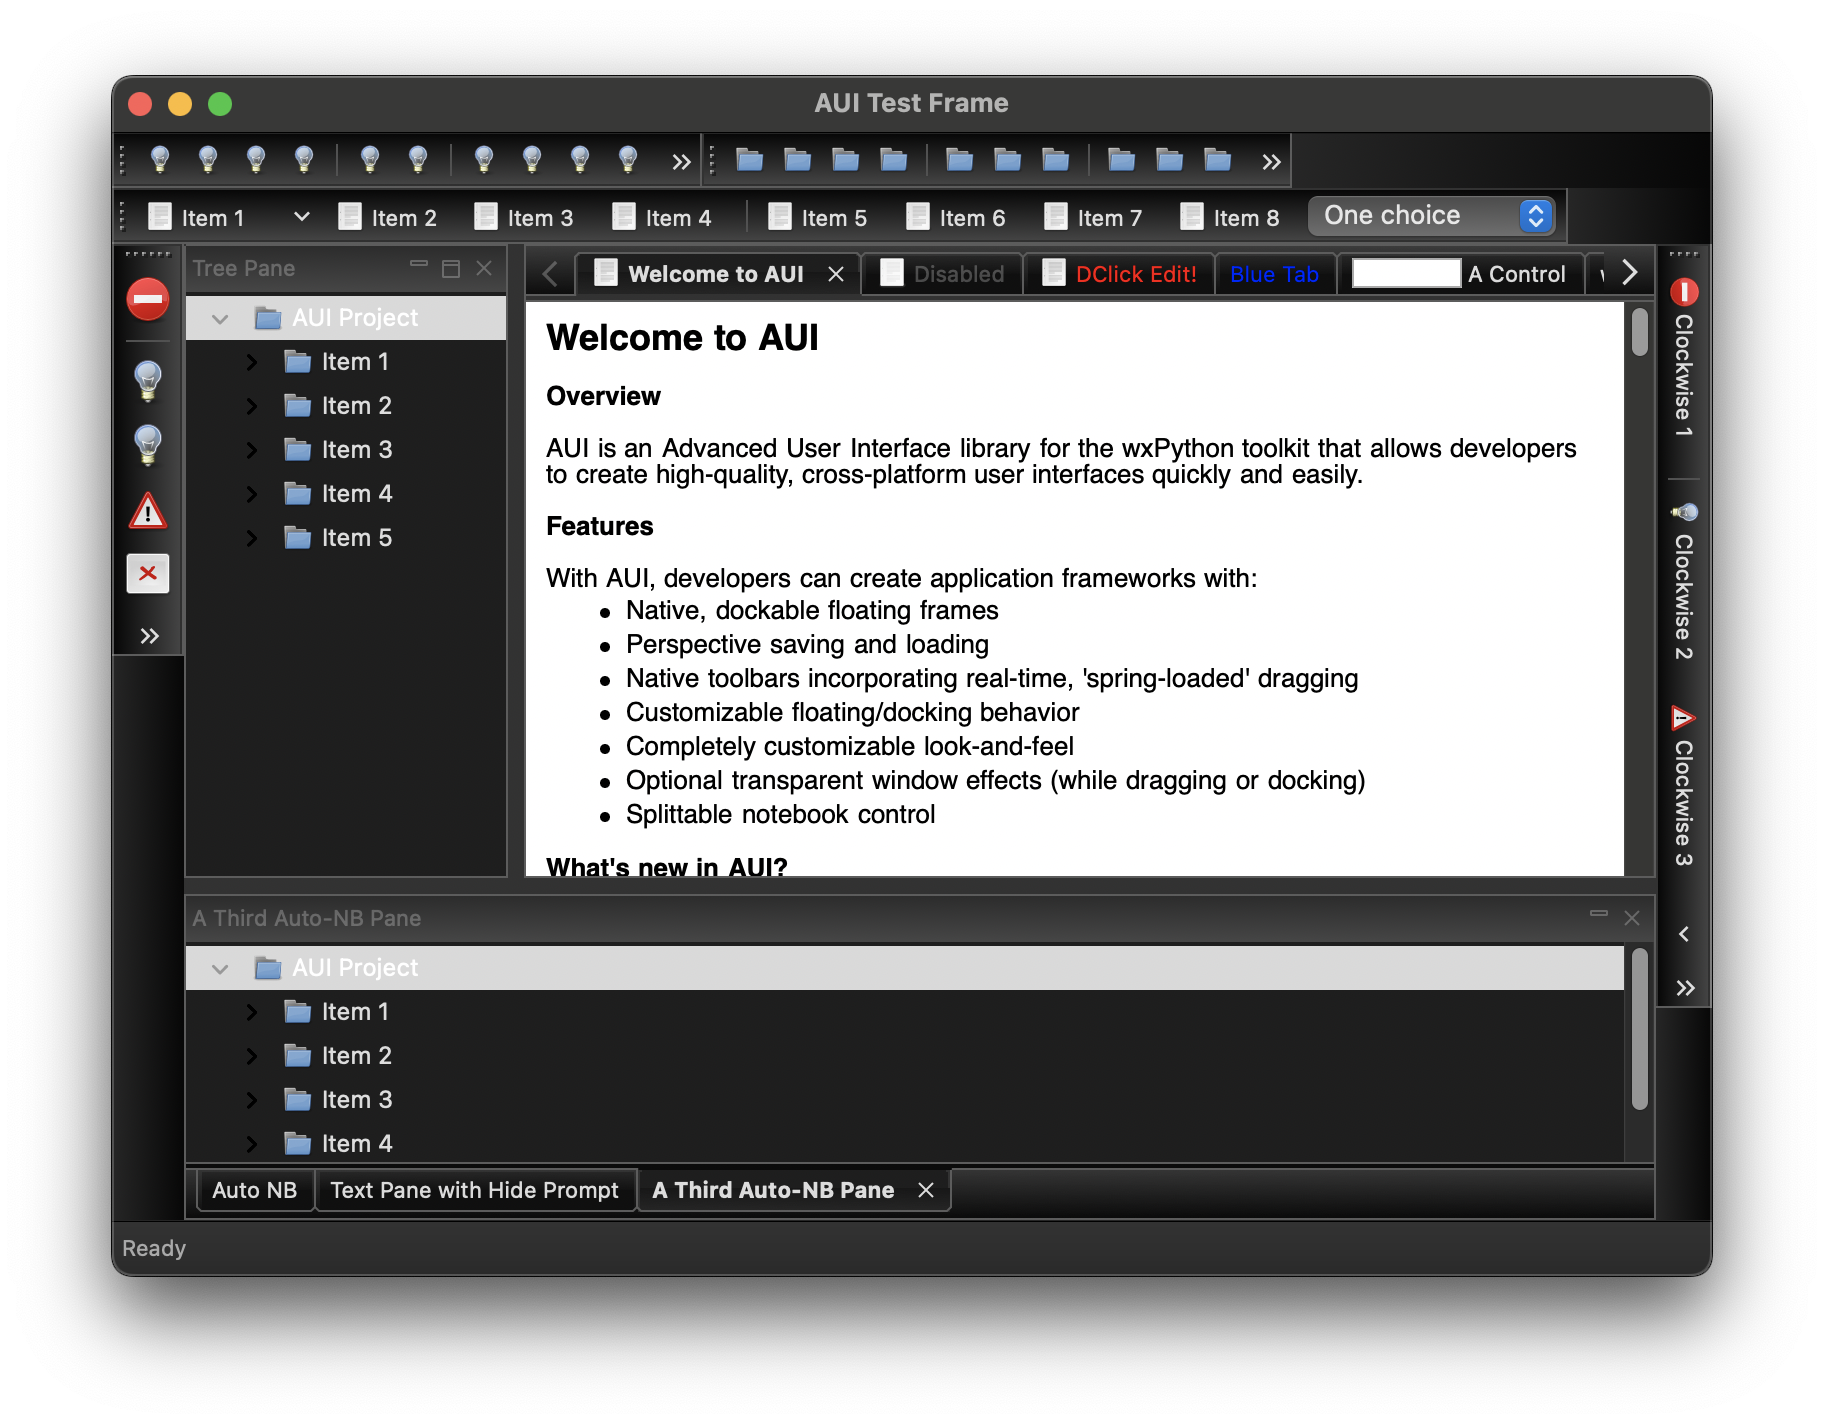 AUI Test Frame
Item 1 Item 2 Item 3 Item 4 Item 5 Item 6 Item 7 Item 8 One choice
Tree Pane
AUI Project
Item 1
Item 2
Item 3
Item 4
Item 5
Welcome to AUI Disabled DClick Edit! Blue Tab A Control
Welcome to AUI
Overview
AUI is an Advanced User Interface library for the wxPython toolkit that allows developers
to create high-quality, cross-platform user interfaces quickly and easily.
Features
With AUI, developers can create application frameworks with:
• Native, dockable floating frames
• Perspective saving and loading
• Native toolbars incorporating real-time, 'spring-loaded' dragging
• Customizable floating/docking behavior
• Completely customizable look-and-feel
• Optional transparent window effects (while dragging or docking)
• Splittable notebook control
What's new in AUI?
Clockwise 1
Clockwise 2
Clockwise 3
A Third Auto-NB Pane
AUI Project
Item 1
Item 2
Item 3
Item 4
Auto NB Text Pane with Hide Prompt A Third Auto-NB Pane
Ready